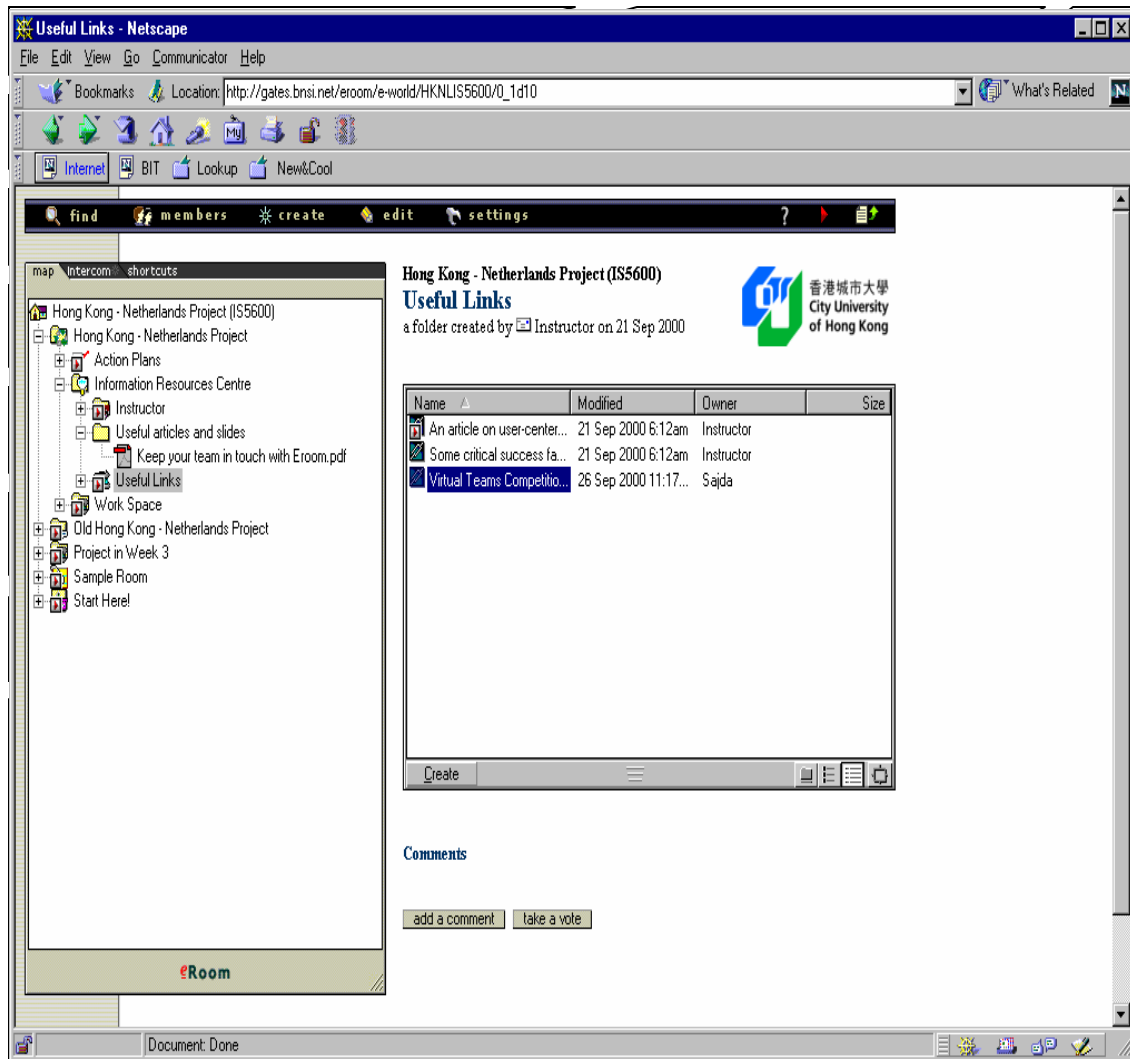 Useful Links - Netscape
File Edit View Go Communicator Help
Bookmarks Location: http://gates.bnsi.net/eroom/e-world/HKNLIS5600/0_1d10 What's Related N
My
Internet BIT Lookup New&Cool
find members create edit settings ?
map intercom shortcuts
Hong Kong - Netherlands Project (IS5600)
Hong Kong - Netherlands Project
Action Plans
Information Resources Centre
Instructor
Useful articles and slides
Keep your team in touch with Eroom.pdf
Useful Links
Work Space
Old Hong Kong - Netherlands Project
Project in Week 3
Sample Room
Start Here!
eRoom
Hong Kong - Netherlands Project (IS5600)
Useful Links
a folder created by Instructor on 21 Sep 2000
香港城市大學
City University
of Hong Kong
Name Modified Owner Size
An article on user-center... 21 Sep 2000 6:12am Instructor
Some critical success fa... 21 Sep 2000 6:12am Instructor
Virtual Teams Competitio... 26 Sep 2000 11:17... Sajda
Create
Comments
add a comment take a vote
Document: Done